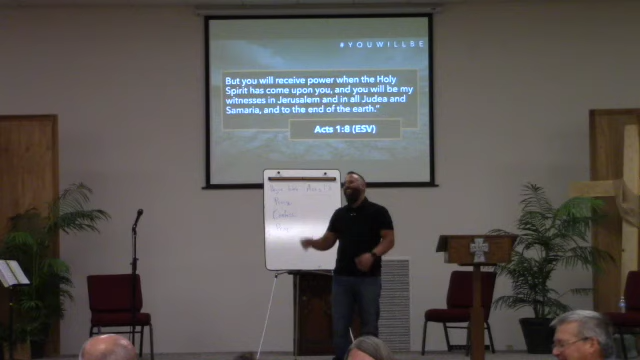 #YOUWILLBE
But you will receive power when the Holy
Spirit has come upon you, and you will be my
witnesses in Jerusalem and in all Judea and
Samaria, and to the end of the earth.”
Acts 1:8 (ESV)